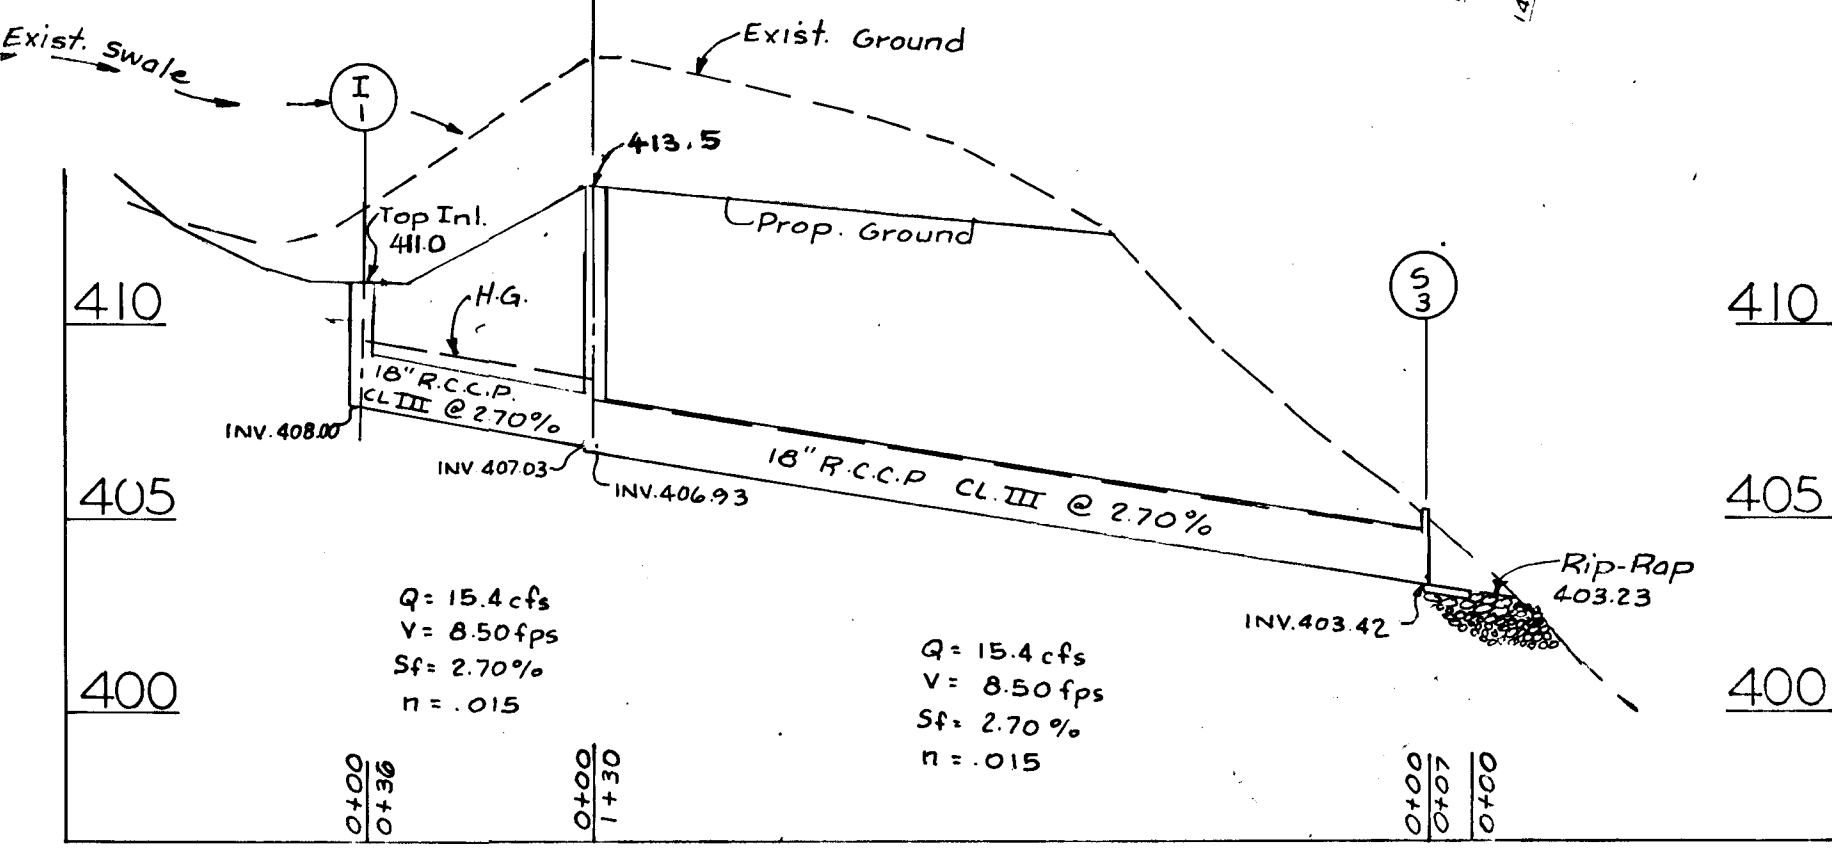 14
Exist. Swale
Exist. Ground
I
1
413.5
Top Inl.
411.0
Prop. Ground
S
3
H.G.
410
410
18" R.C.C.P.
CL III @ 2.70%
INV. 408.00
INV 407.03
INV. 406.93
18" R.C.C.P CL. III @ 2.70%
405
405
Rip-Rap
403.23
INV. 403.42
Q= 15.4 cfs
V= 8.50 fps
Sf= 2.70%
n = .015
Q= 15.4 cfs
V= 8.50 fps
Sf= 2.70%
n = .015
400
400
0+00
0+36
0+00
1+30
0+00
0+07
0+00